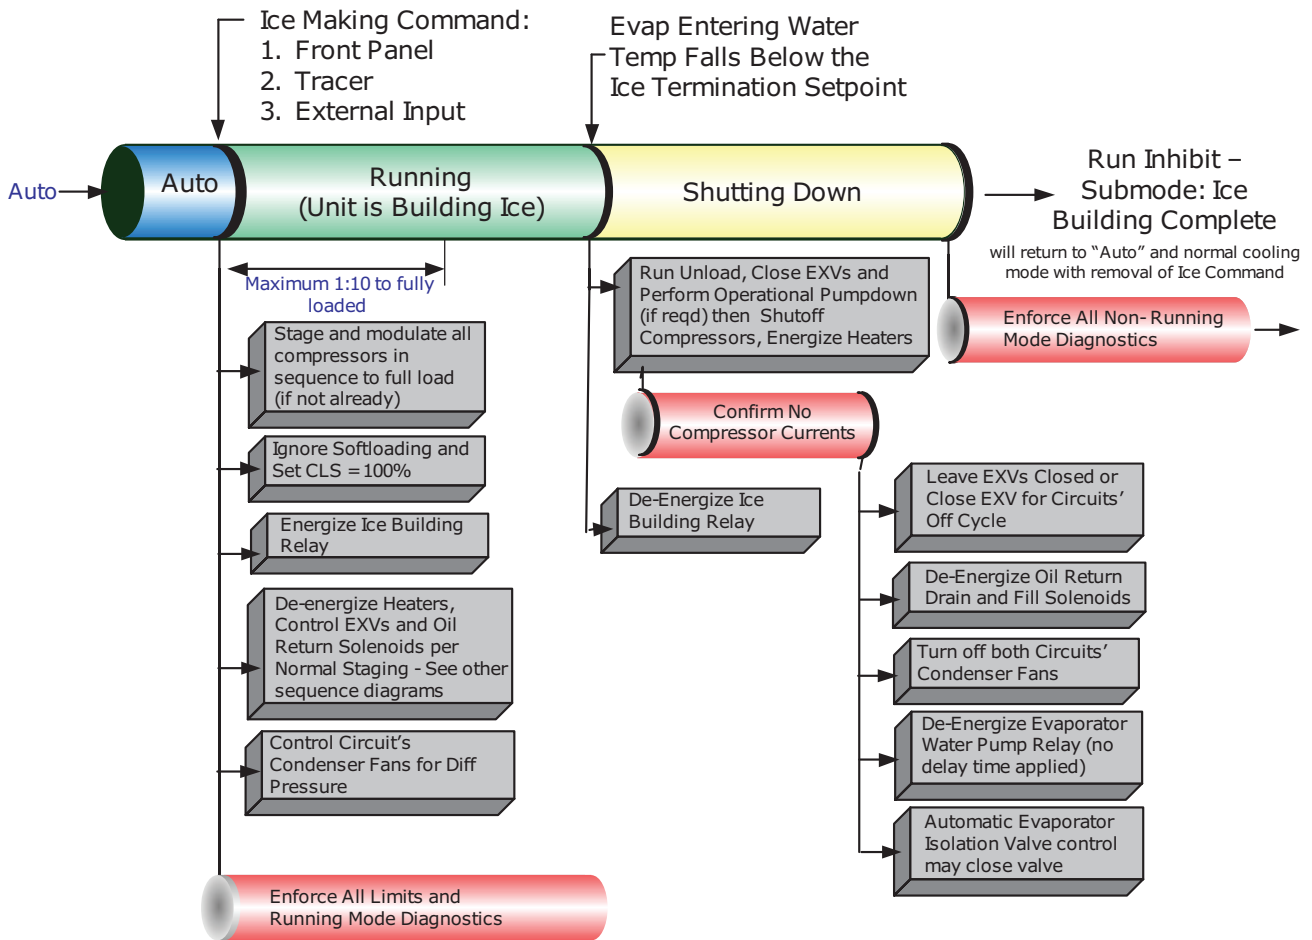 Ice Making Command:
1. Front Panel
2. Tracer
3. External Input
Evap Entering Water
Temp Falls Below the
Ice Termination Setpoint
Auto
Auto
Running
(Unit is Building Ice)
Shutting Down
Run Inhibit –
Submode: Ice
Building Complete
will return to “Auto” and normal cooling
mode with removal of Ice Command
Maximum 1:10 to fully
loaded
Stage and modulate all
compressors in
sequence to full load
(if not already)
Ignore Softloading and
Set CLS = 100%
Energize Ice Building
Relay
De-energize Heaters,
Control EXVs and Oil
Return Solenoids per
Normal Staging - See other
sequence diagrams
Control Circuit’s
Condenser Fans for Diff
Pressure
Enforce All Limits and
Running Mode Diagnostics
Run Unload, Close EXVs and
Perform Operational Pumpdown
(if reqd) then Shutoff
Compressors, Energize Heaters
Confirm No
Compressor Currents
De-Energize Ice
Building Relay
Enforce All Non-Running
Mode Diagnostics
Leave EXVs Closed or
Close EXV for Circuits’
Off Cycle
De-Energize Oil Return
Drain and Fill Solenoids
Turn off both Circuits’
Condenser Fans
De-Energize Evaporator
Water Pump Relay (no
delay time applied)
Automatic Evaporator
Isolation Valve control
may close valve